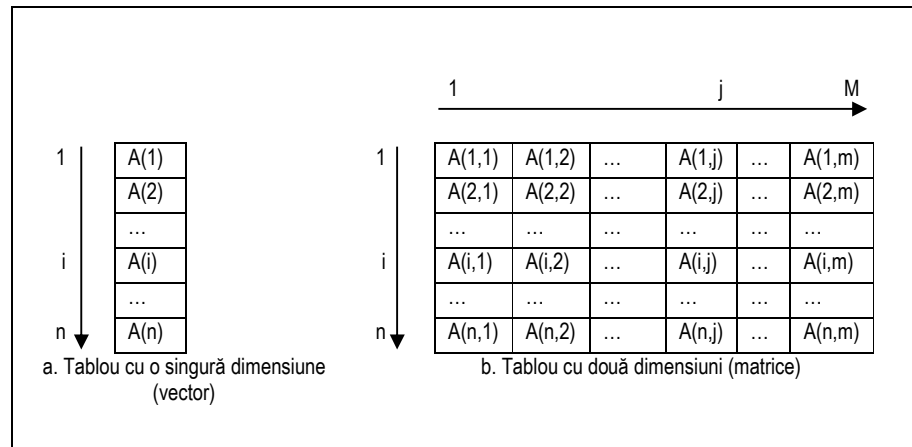 1 j M
1 A(1)
A(2)
…
i A(i)
…
n A(n)
a. Tablou cu o singură dimensiune
(vector)
1 A(1,1) A(1,2) … A(1,j) … A(1,m)
A(2,1) A(2,2) … A(2,j) … A(2,m)
… … … … … …
i A(i,1) A(i,2) … A(i,j) … A(i,m)
… … … … … …
n A(n,1) A(n,2) … A(n,j) … A(n,m)
b. Tablou cu două dimensiuni (matrice)